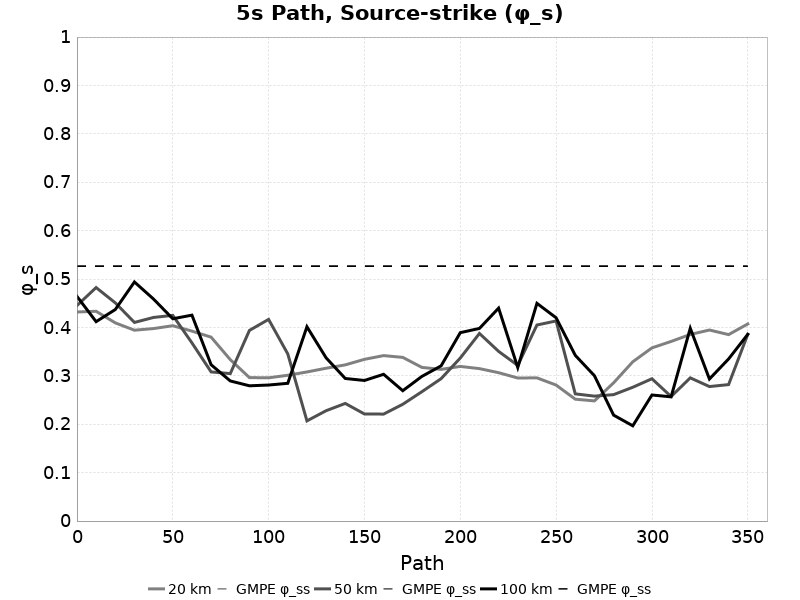 5s Path, Source-strike (φ_s)
1
0.9
0.8
0.7
0.6
0.5
0.4
0.3
0.2
0.1
0
φ_s
0 50 100 150 200 250 300 350
Path
20 km GMPE φ_ss 50 km GMPE φ_ss 100 km GMPE φ_ss